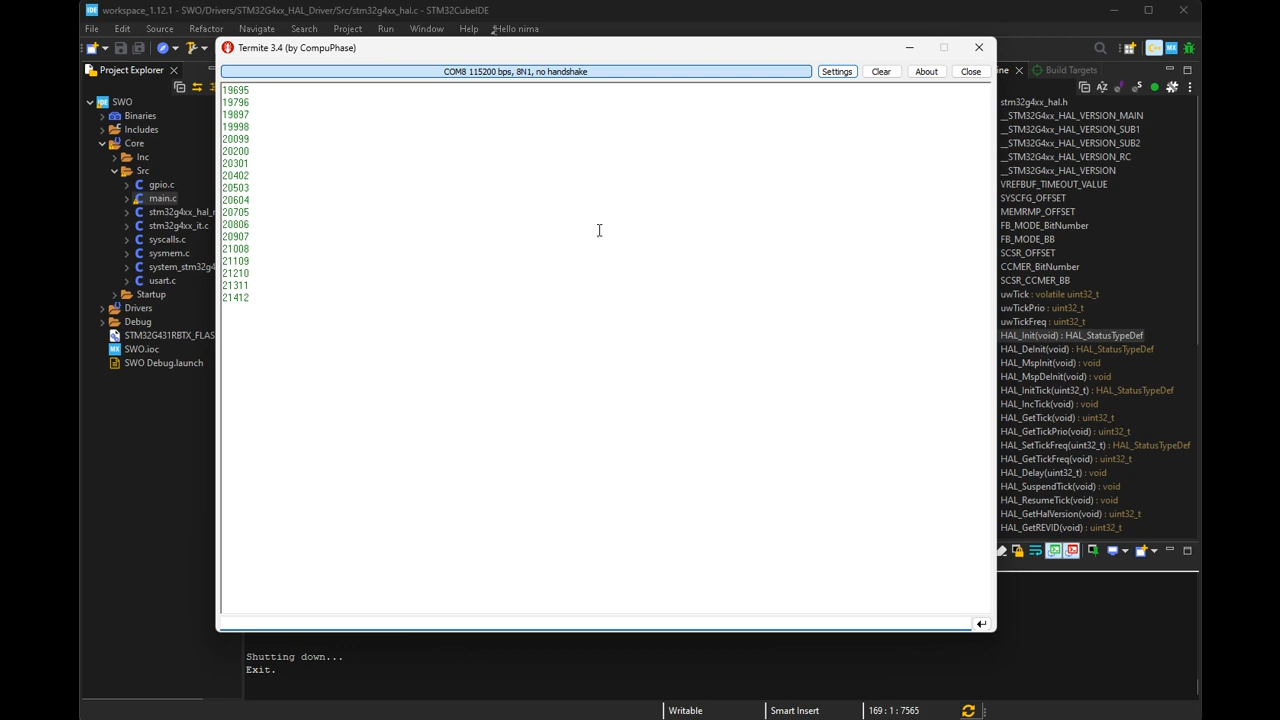 workspace_1.12.1 - SWO/Drivers/STM32G4xx_HAL_Driver/Src/stm32g4xx_hal.c - STM32CubeIDE
File Edit Source Refactor Navigate Search Project Run Window Help Hello nima
Termite 3.4 (by CompuPhase)
COM8 115200 bps, 8N1, no handshake Settings Clear About Close
Project Explorer
SWO
Binaries
Includes
Core
Inc
Src
gpio.c
main.c
stm32g4xx_hal_
stm32g4xx_it.c
syscalls.c
sysmem.c
system_stm32g4
usart.c
Startup
Drivers
Debug
STM32G431RBTX_FLAS
SWO.ioc
SWO Debug.launch
19695
19796
19897
19998
20099
20200
20301
20402
20503
20604
20705
20806
20907
21008
21109
21210
21311
21412
ine Build Targets
stm32g4xx_hal.h
__STM32G4xx_HAL_VERSION_MAIN
__STM32G4xx_HAL_VERSION_SUB1
__STM32G4xx_HAL_VERSION_SUB2
__STM32G4xx_HAL_VERSION_RC
__STM32G4xx_HAL_VERSION
VREFBUF_TIMEOUT_VALUE
SYSCFG_OFFSET
MEMRMP_OFFSET
FB_MODE_BitNumber
FB_MODE_BB
SCSR_OFFSET
CCMER_BitNumber
SCSR_CCMER_BB
uwTick : volatile uint32_t
uwTickPrio : uint32_t
uwTickFreq : uint32_t
HAL_Init(void) : HAL_StatusTypeDef
HAL_DeInit(void) : HAL_StatusTypeDef
HAL_MspInit(void) : void
HAL_MspDeInit(void) : void
HAL_InitTick(uint32_t) : HAL_StatusTypeDef
HAL_IncTick(void) : void
HAL_GetTick(void) : uint32_t
HAL_GetTickPrio(void) : uint32_t
HAL_SetTickFreq(uint32_t) : HAL_StatusTypeDef
HAL_GetTickFreq(void) : uint32_t
HAL_Delay(uint32_t) : void
HAL_SuspendTick(void) : void
HAL_ResumeTick(void) : void
HAL_GetHalVersion(void) : uint32_t
HAL_GetREVID(void) : uint32_t
Shutting down...
Exit.
Writable Smart Insert 169 : 1 : 7565